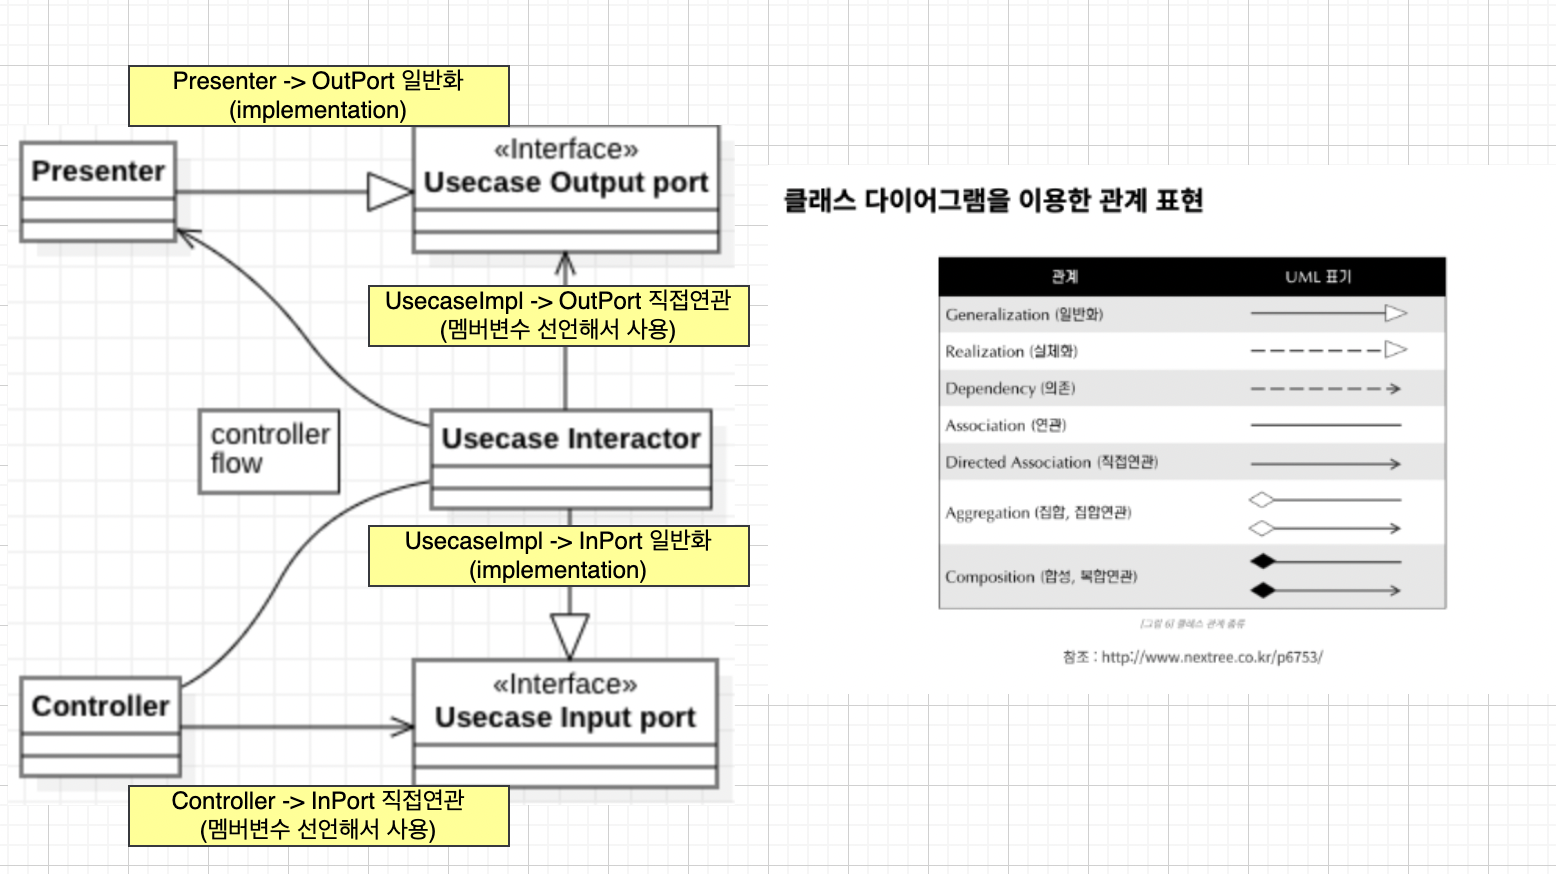 Presenter -> OutPort 일반화
(implementation)
Presenter
«Interface»
Usecase Output port
UsecaseImpl -> OutPort 직접연관
(멤버변수 선언해서 사용)
controller
flow
Usecase Interactor
UsecaseImpl -> InPort 일반화
(implementation)
Controller
«Interface»
Usecase Input port
Controller -> InPort 직접연관
(멤버변수 선언해서 사용)
클래스 다이어그램을 이용한 관계 표현
관계 UML 표기
Generalization (일반화)
Realization (실체화)
Dependency (의존)
Association (연관)
Directed Association (직접연관)
Aggregation (집합, 집합연관)
Composition (합성, 복합연관)
[그림 6] 클래스 관계 종류
참조 : http://www.nextree.co.kr/p6753/